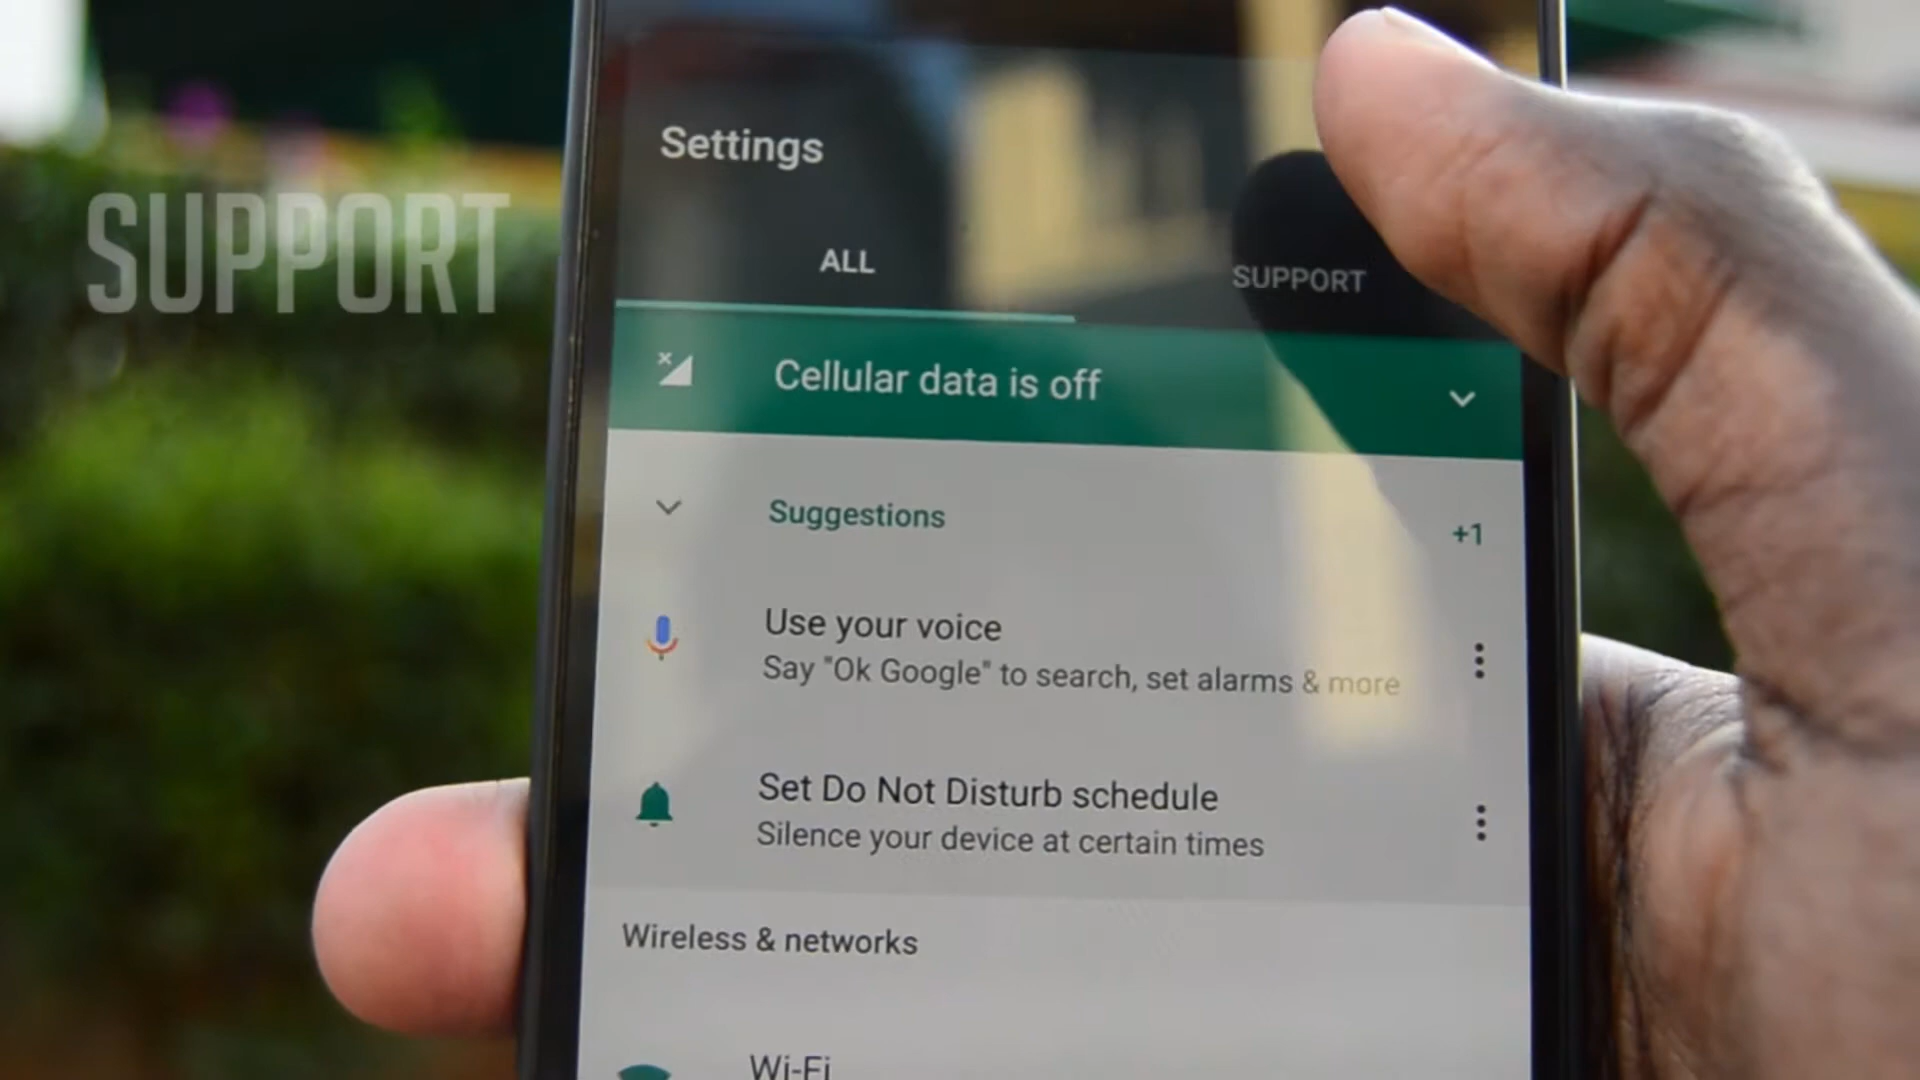 SUPPORT
Settings
ALL
SUPPORT
Cellular data is off
Suggestions
+1
Use your voice
Say "Ok Google" to search, set alarms & more
Set Do Not Disturb schedule
Silence your device at certain times
Wireless & networks
Wi-Fi